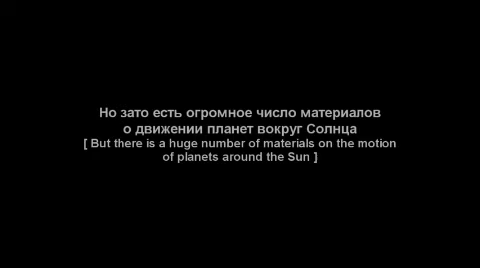 Но зато есть огромное число материалов
о движении планет вокруг Солнца
[ But there is a huge number of materials on the motion
of planets around the Sun ]